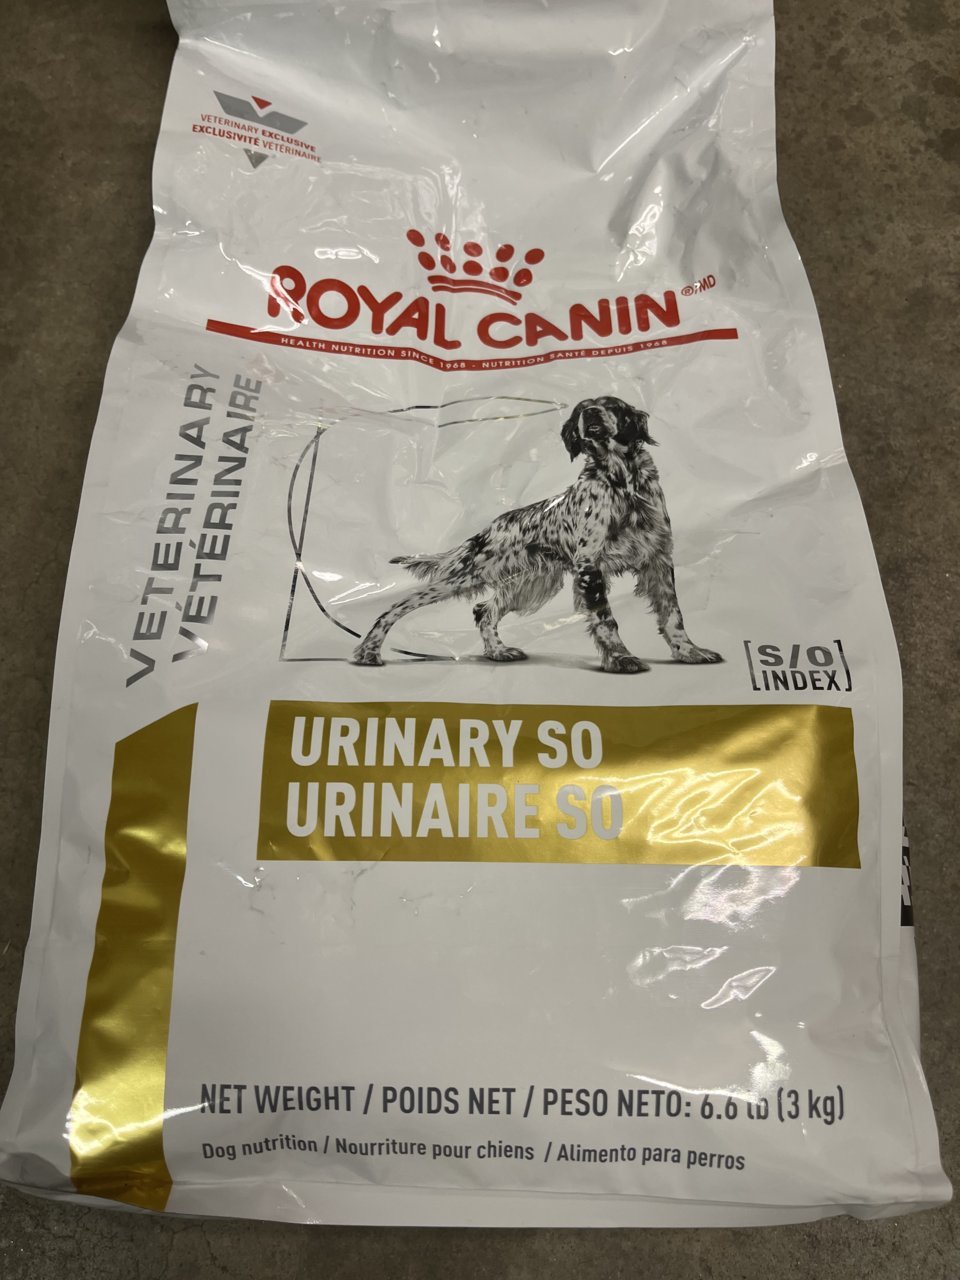 VETERINARY EXCLUSIVE
EXCLUSIVITÉ VÉTÉRINAIRE
ROYAL CANIN®/MD
HEALTH NUTRITION SINCE 1968 - NUTRITION SANTÉ DEPUIS 1968
VETERINARY
VÉTÉRINAIRE
[S/O]
[INDEX]
URINARY SO
URINAIRE SO
NET WEIGHT / POIDS NET / PESO NETO: 6.6 lb (3 kg)
Dog nutrition / Nourriture pour chiens / Alimento para perros